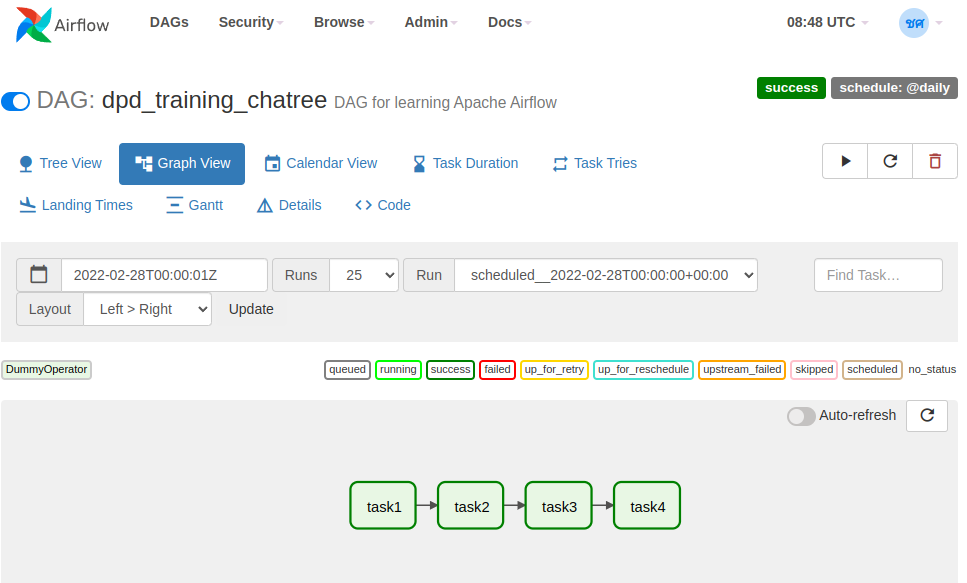 Airflow
DAGs Security Browse Admin Docs 08:48 UTC ชศ
DAG: dpd_training_chatree DAG for learning Apache Airflow success schedule: @daily
Tree View Graph View Calendar View Task Duration Task Tries
Landing Times Gantt Details Code
2022-02-28T00:00:01Z Runs 25 Run scheduled__2022-02-28T00:00:00+00:00 Find Task...
Layout Left > Right Update
DummyOperator queued running success failed up_for_retry up_for_reschedule upstream_failed skipped scheduled no_status
Auto-refresh
task1 task2 task3 task4